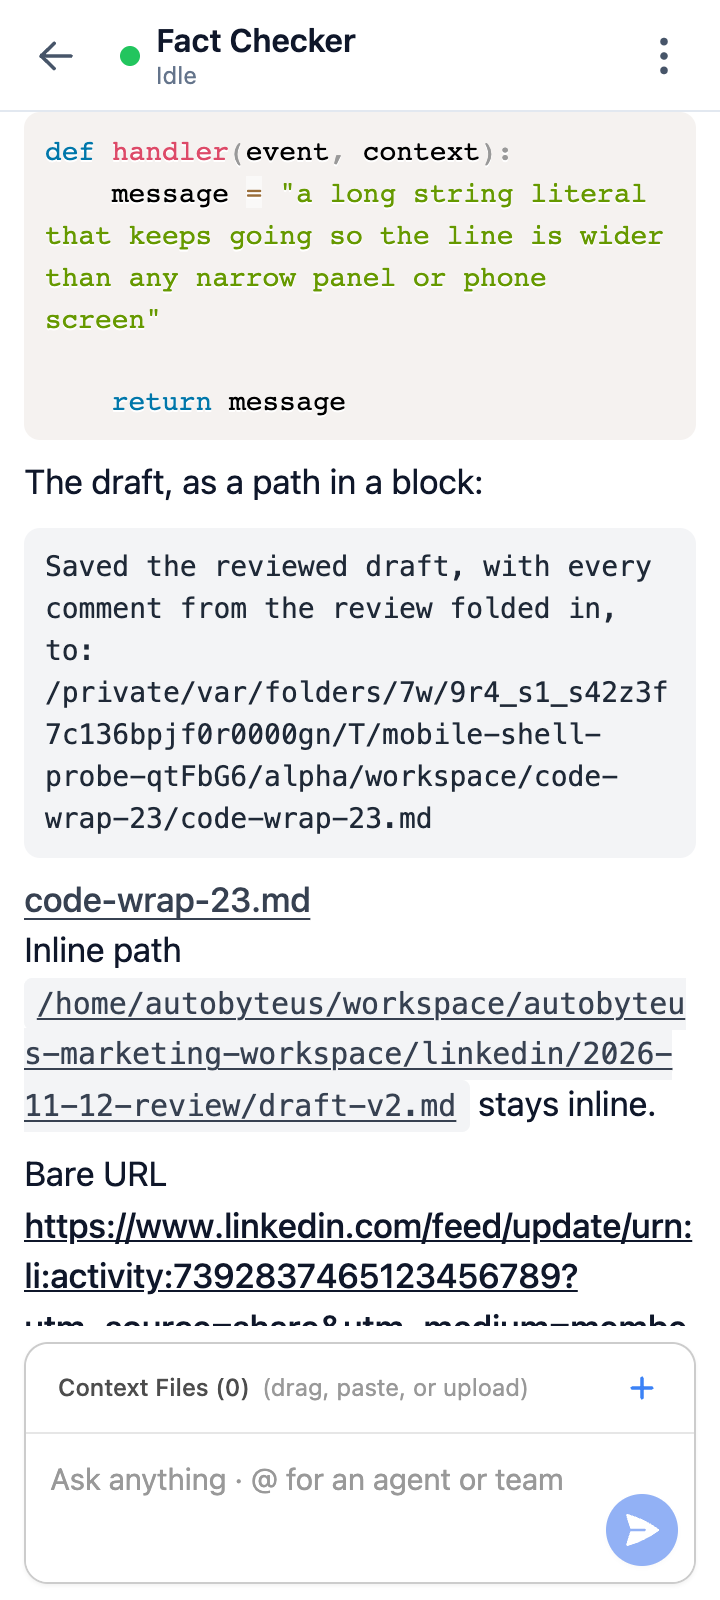 Fact Checker
Idle
def handler(event, context):
    message = "a long string literal
that keeps going so the line is wider
than any narrow panel or phone
screen"
    return message
The draft, as a path in a block:
Saved the reviewed draft, with every
comment from the review folded in,
to:
/private/var/folders/7w/9r4_s1_s42z3f
7c136bpjf0r0000gn/T/mobile-shell-
probe-qtFbG6/alpha/workspace/code-
wrap-23/code-wrap-23.md
code-wrap-23.md
Inline path
/home/autobyteus/workspace/autobyteu
s-marketing-workspace/linkedin/2026-
11-12-review/draft-v2.md stays inline.
Bare URL
https://www.linkedin.com/feed/update/urn:
li:activity:7392837465123456789?
utm_source=share&utm_medium=membe
Context Files (0) (drag, paste, or upload)
Ask anything · @ for an agent or team